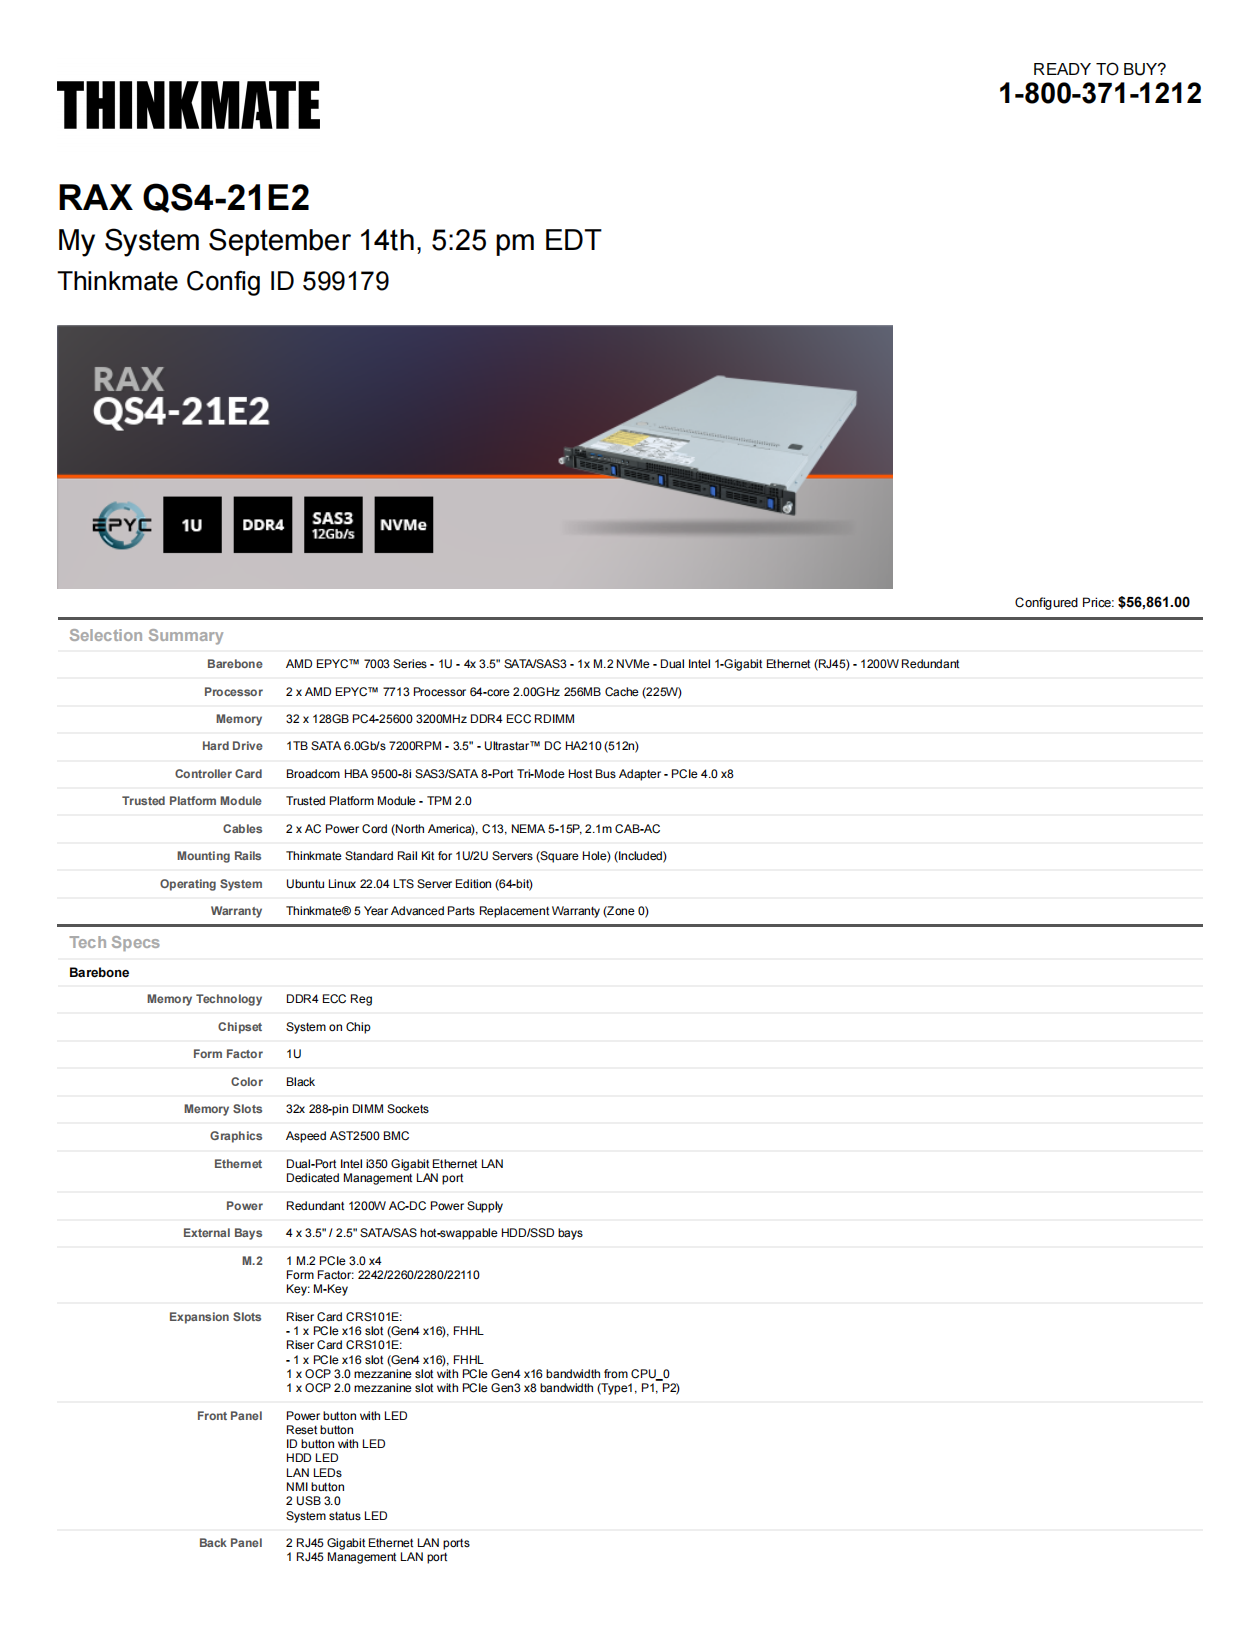 READY TO BUY?
1-800-371-1212
THINKMATE
RAX QS4-21E2
My System September 14th, 5:25 pm EDT
Thinkmate Config ID 599179
RAX
QS4-21E2
EPYC
1U
DDR4
SAS3
12Gb/s
NVMe
Configured Price: $56,861.00
Selection Summary
Barebone AMD EPYC™ 7003 Series - 1U - 4x 3.5" SATA/SAS3 - 1x M.2 NVMe - Dual Intel 1-Gigabit Ethernet (RJ45) - 1200W Redundant
Processor 2 x AMD EPYC™ 7713 Processor 64-core 2.00GHz 256MB Cache (225W)
Memory 32 x 128GB PC4-25600 3200MHz DDR4 ECC RDIMM
Hard Drive 1TB SATA 6.0Gb/s 7200RPM - 3.5" - Ultrastar™ DC HA210 (512n)
Controller Card Broadcom HBA 9500-8i SAS3/SATA 8-Port Tri-Mode Host Bus Adapter - PCIe 4.0 x8
Trusted Platform Module Trusted Platform Module - TPM 2.0
Cables 2 x AC Power Cord (North America), C13, NEMA 5-15P, 2.1m CAB-AC
Mounting Rails Thinkmate Standard Rail Kit for 1U/2U Servers (Square Hole) (Included)
Operating System Ubuntu Linux 22.04 LTS Server Edition (64-bit)
Warranty Thinkmate® 5 Year Advanced Parts Replacement Warranty (Zone 0)
Tech Specs
Barebone
Memory Technology DDR4 ECC Reg
Chipset System on Chip
Form Factor 1U
Color Black
Memory Slots 32x 288-pin DIMM Sockets
Graphics Aspeed AST2500 BMC
Ethernet Dual-Port Intel i350 Gigabit Ethernet LAN
Dedicated Management LAN port
Power Redundant 1200W AC-DC Power Supply
External Bays 4 x 3.5" / 2.5" SATA/SAS hot-swappable HDD/SSD bays
M.2 1 M.2 PCIe 3.0 x4
Form Factor: 2242/2260/2280/22110
Key: M-Key
Expansion Slots Riser Card CRS101E:
- 1 x PCIe x16 slot (Gen4 x16), FHHL
Riser Card CRS101E:
- 1 x PCIe x16 slot (Gen4 x16), FHHL
1 x OCP 3.0 mezzanine slot with PCIe Gen4 x16 bandwidth from CPU_0
1 x OCP 2.0 mezzanine slot with PCIe Gen3 x8 bandwidth (Type1, P1, P2)
Front Panel Power button with LED
Reset button
ID button with LED
HDD LED
LAN LEDs
NMI button
2 USB 3.0
System status LED
Back Panel 2 RJ45 Gigabit Ethernet LAN ports
1 RJ45 Management LAN port